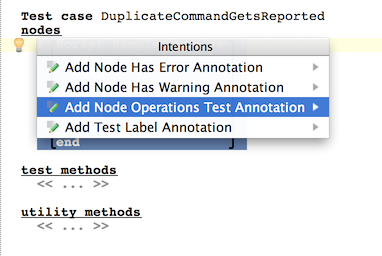 Test case DuplicateCommandGetsReported
nodes
Intentions
Add Node Has Error Annotation
Add Node Has Warning Annotation
Add Node Operations Test Annotation
Add Test Label Annotation
[end ]
test methods
<< ... >>
utility methods
<< ... >>